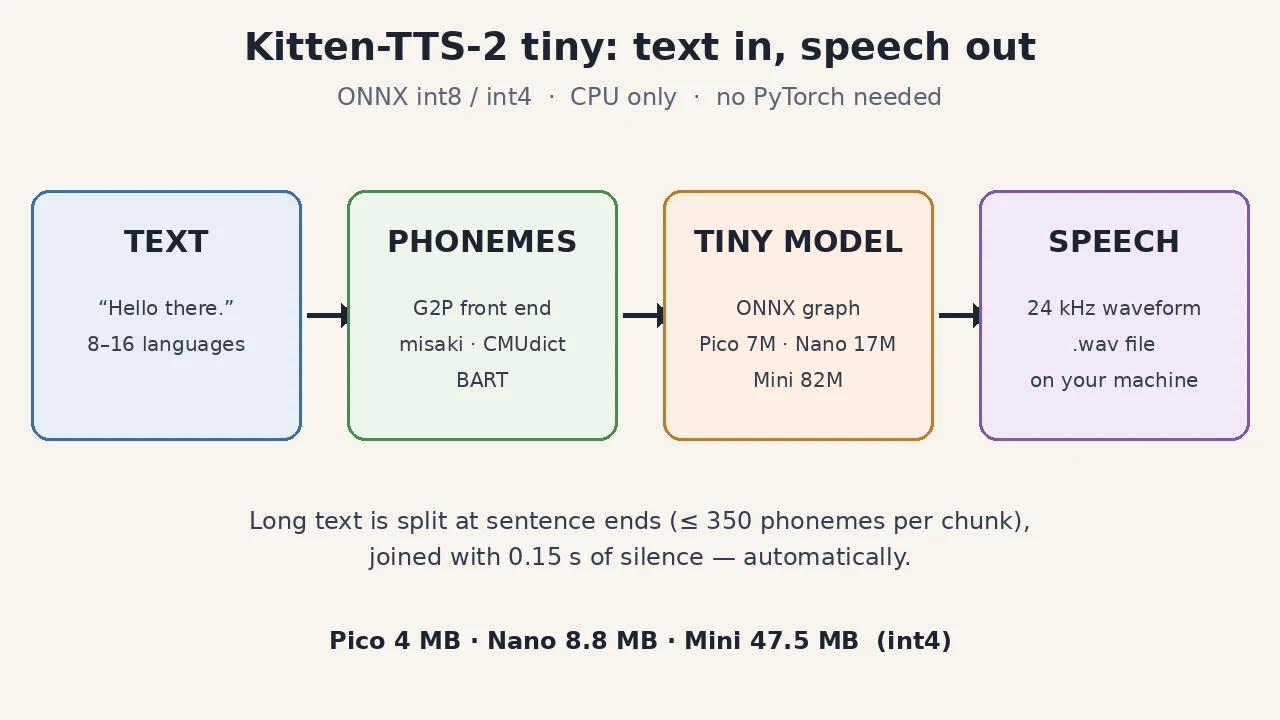 Kitten-TTS-2 tiny: text in, speech out
ONNX int8 / int4 · CPU only · no PyTorch needed
TEXT
“Hello there.”
8–16 languages
PHONEMES
G2P front end
misaki · CMUdict
BART
TINY MODEL
ONNX graph
Pico 7M · Nano 17M
Mini 82M
SPEECH
24 kHz waveform
.wav file
on your machine
Long text is split at sentence ends (≤ 350 phonemes per chunk),
joined with 0.15 s of silence — automatically.
Pico 4 MB · Nano 8.8 MB · Mini 47.5 MB (int4)